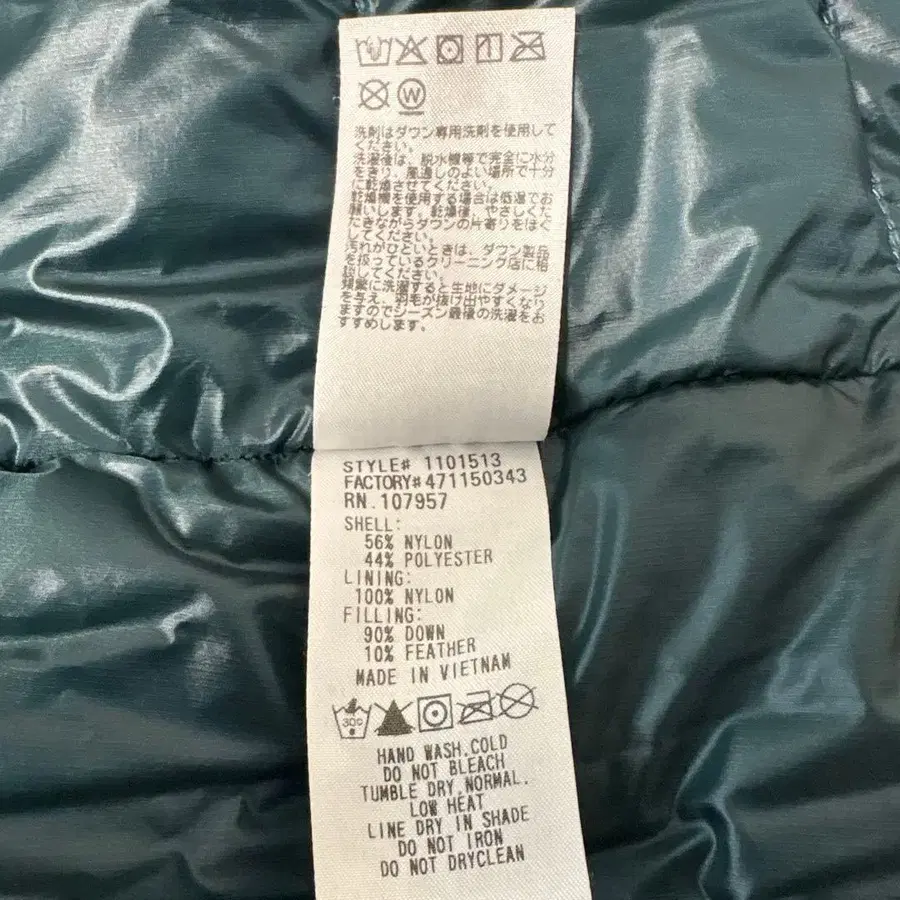 W
洗剤はダウン専用洗剤を使用して
ください。
洗濯後は、脱水機等で完全に水分
をきり、風通しのよい場所で十分
に乾燥させてください。
乾燥機を使用する場合は低温でお
願いします。乾燥後、やさしくた
たきながらダウンの片寄りをほぐ
してください。
汚れがひどいときは、ダウン製品
を扱っているクリーニング店に相
談してください。
頻繁に洗濯すると生地にダメージ
を与え、羽毛が抜け出やすくなり
ますのでシーズン最後の洗濯をお
すすめします。
STYLE# 1101513
FACTORY#471150343
RN.107957
SHELL:
56% NYLON
44% POLYESTER
LINING:
100% NYLON
FILLING:
90% DOWN
10% FEATHER
MADE IN VIETNAM
30C
HAND WASH,COLD
DO NOT BLEACH
TUMBLE DRY,NORMAL,
LOW HEAT
LINE DRY IN SHADE
DO NOT IRON
DO NOT DRYCLEAN